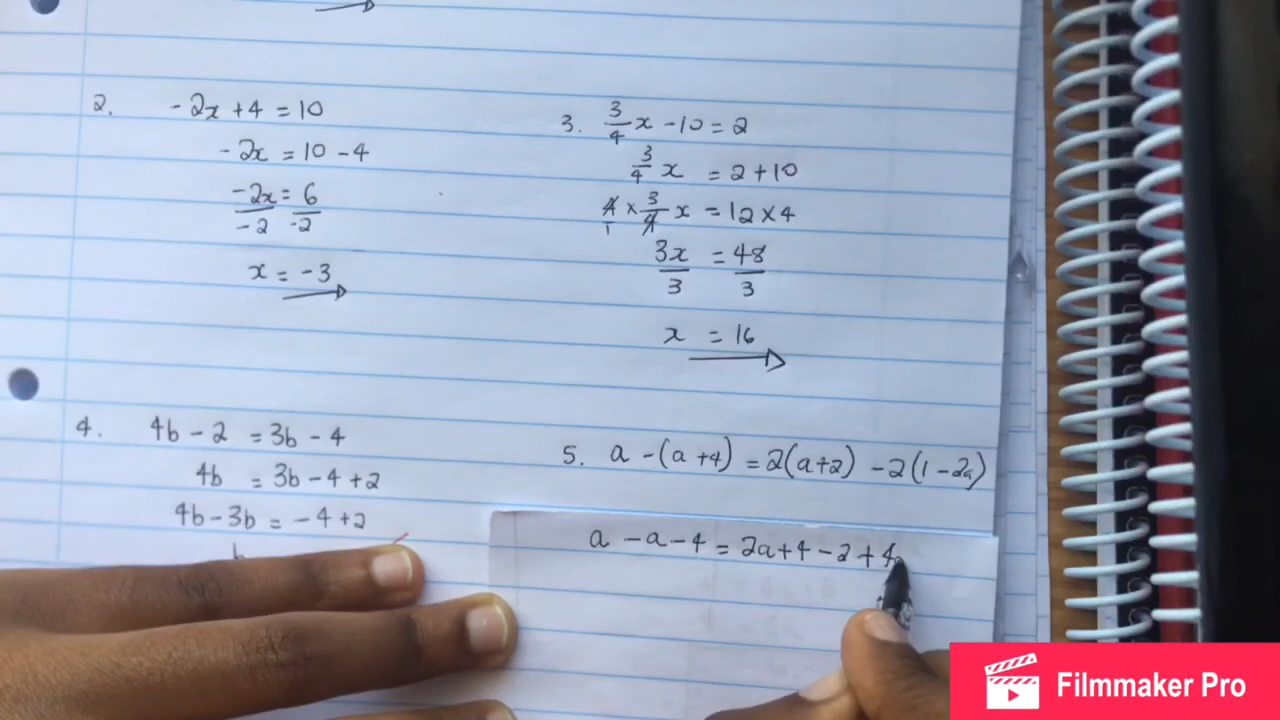 2. -2x + 4 = 10
-2x = 10 - 4
-2x/-2 = 6/-2
x = -3
3. 3/4 x - 10 = 2
3/4 x = 2 + 10
4/1 × 3/4 x = 12 × 4
3x/3 = 48/3
x = 16
4. 4b - 2 = 3b - 4
4b = 3b - 4 + 2
4b - 3b = -4 + 2
b
5. a - (a + 4) = 2(a + 2) - 2(1 - 2a)
a - a - 4 = 2a + 4 - 2 + 4a
Filmmaker Pro